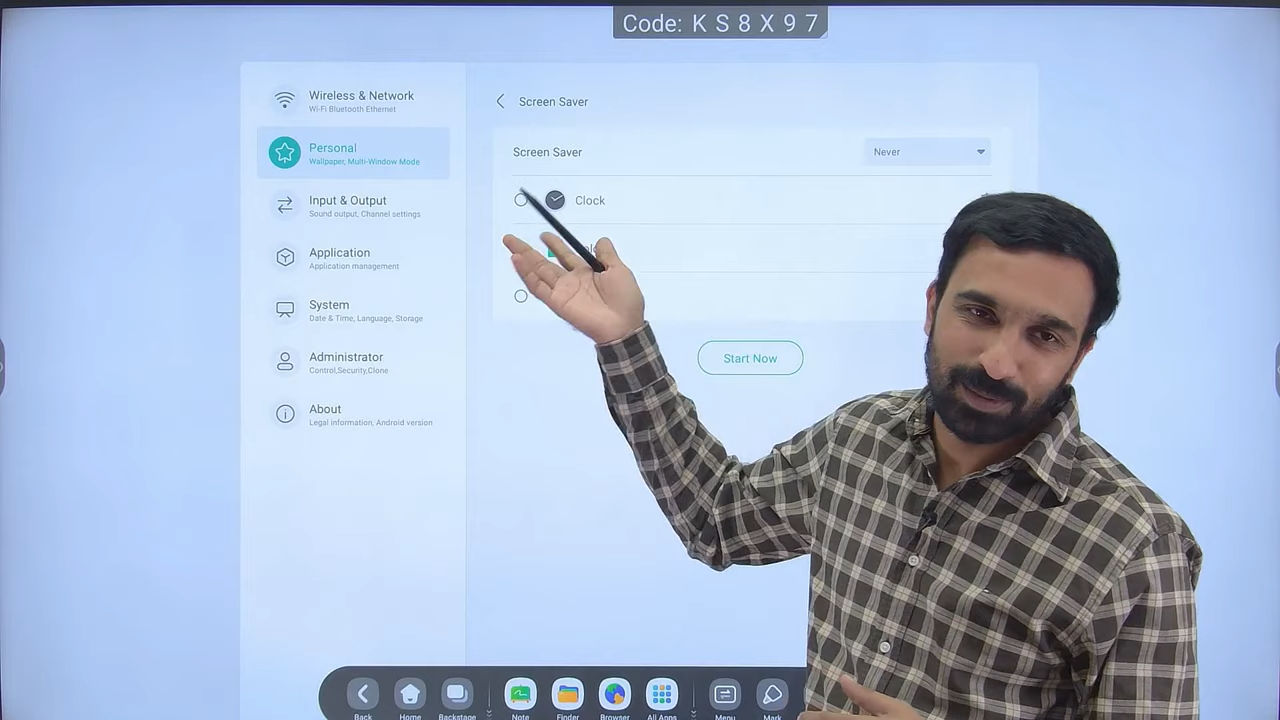 Code: K S 8 X 9 7
Wireless & Network
Wi-Fi Bluetooth Ethernet
Personal
Wallpaper, Multi-Window Mode
Input & Output
Sound output, Channel settings
Application
Application management
System
Date & Time, Language, Storage
Administrator
Control,Security,Clone
About
Legal information, Android version
Screen Saver
Screen Saver
Never
Clock
Start Now
Back
Home
Backstage
Note
Finder
Browser
All Apps
Menu
Mark